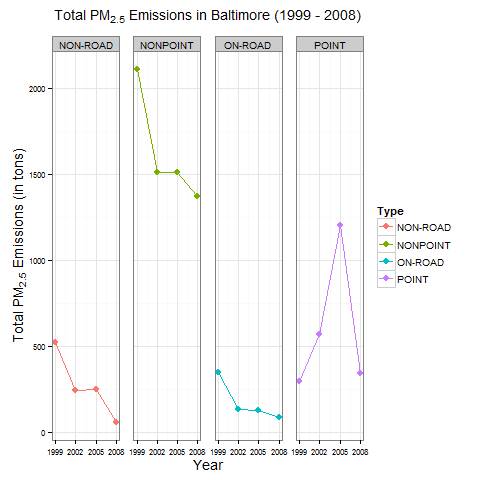 Total PM2.5 Emissions in Baltimore (1999 - 2008)
NON-ROAD NONPOINT ON-ROAD POINT
2000
1500
1000
500
0
Total PM2.5 Emissions (in tons)
1999 2002 2005 2008 1999 2002 2005 2008 1999 2002 2005 2008 1999 2002 2005 2008
Year
Type
NON-ROAD
NONPOINT
ON-ROAD
POINT